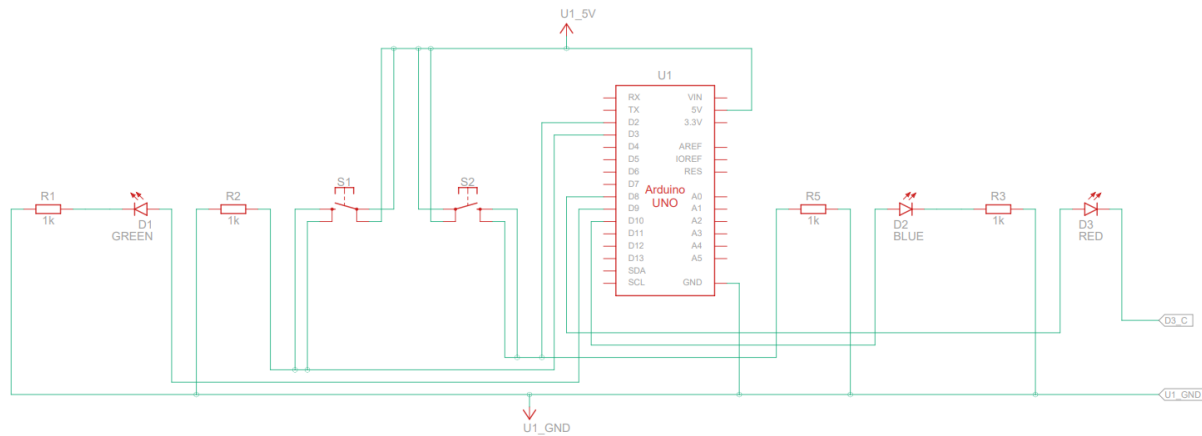 U1_5V
U1
RX VIN
TX 5V
D2 3.3V
D3
D4 AREF
D5 IOREF
D6 RES
D7
Arduino
UNO
D8 A0
D9 A1
D10 A2
D11 A3
D12 A4
D13 A5
SDA
SCL GND
R1
1k
D1
GREEN
R2
1k
S1
S2
R5
1k
D2
BLUE
R3
1k
D3
RED
D3_C
U1_GND
U1_GND